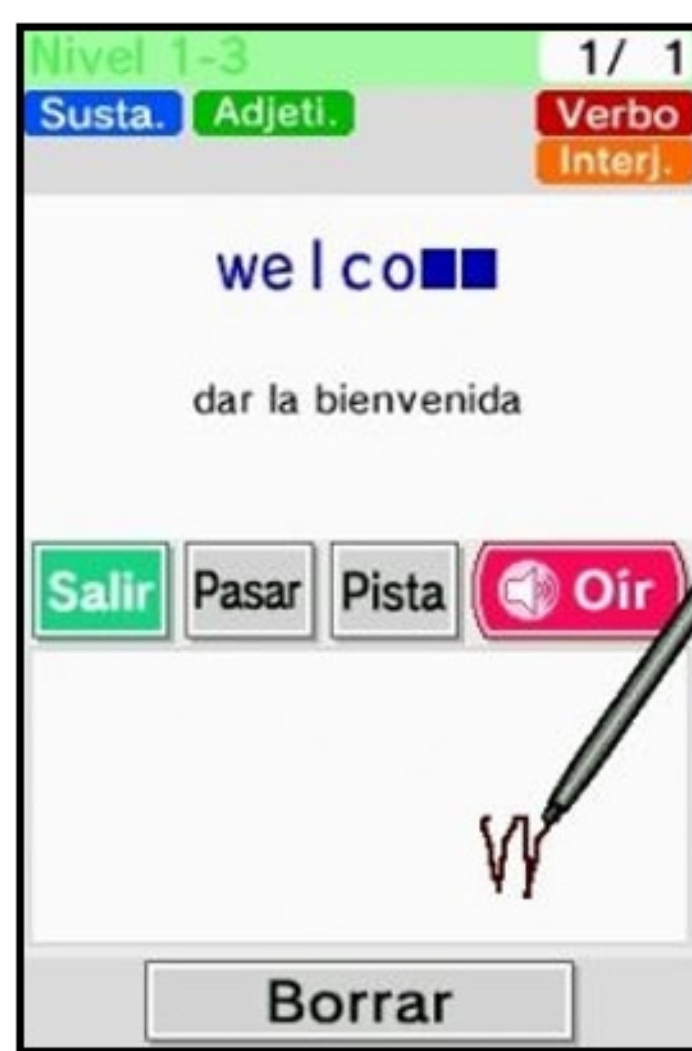 Nivel 1-3 1/ 1
Susta. Adjeti. Verbo
Interj.
welco■■
dar la bienvenida
Salir Pasar Pista Oír
Borrar